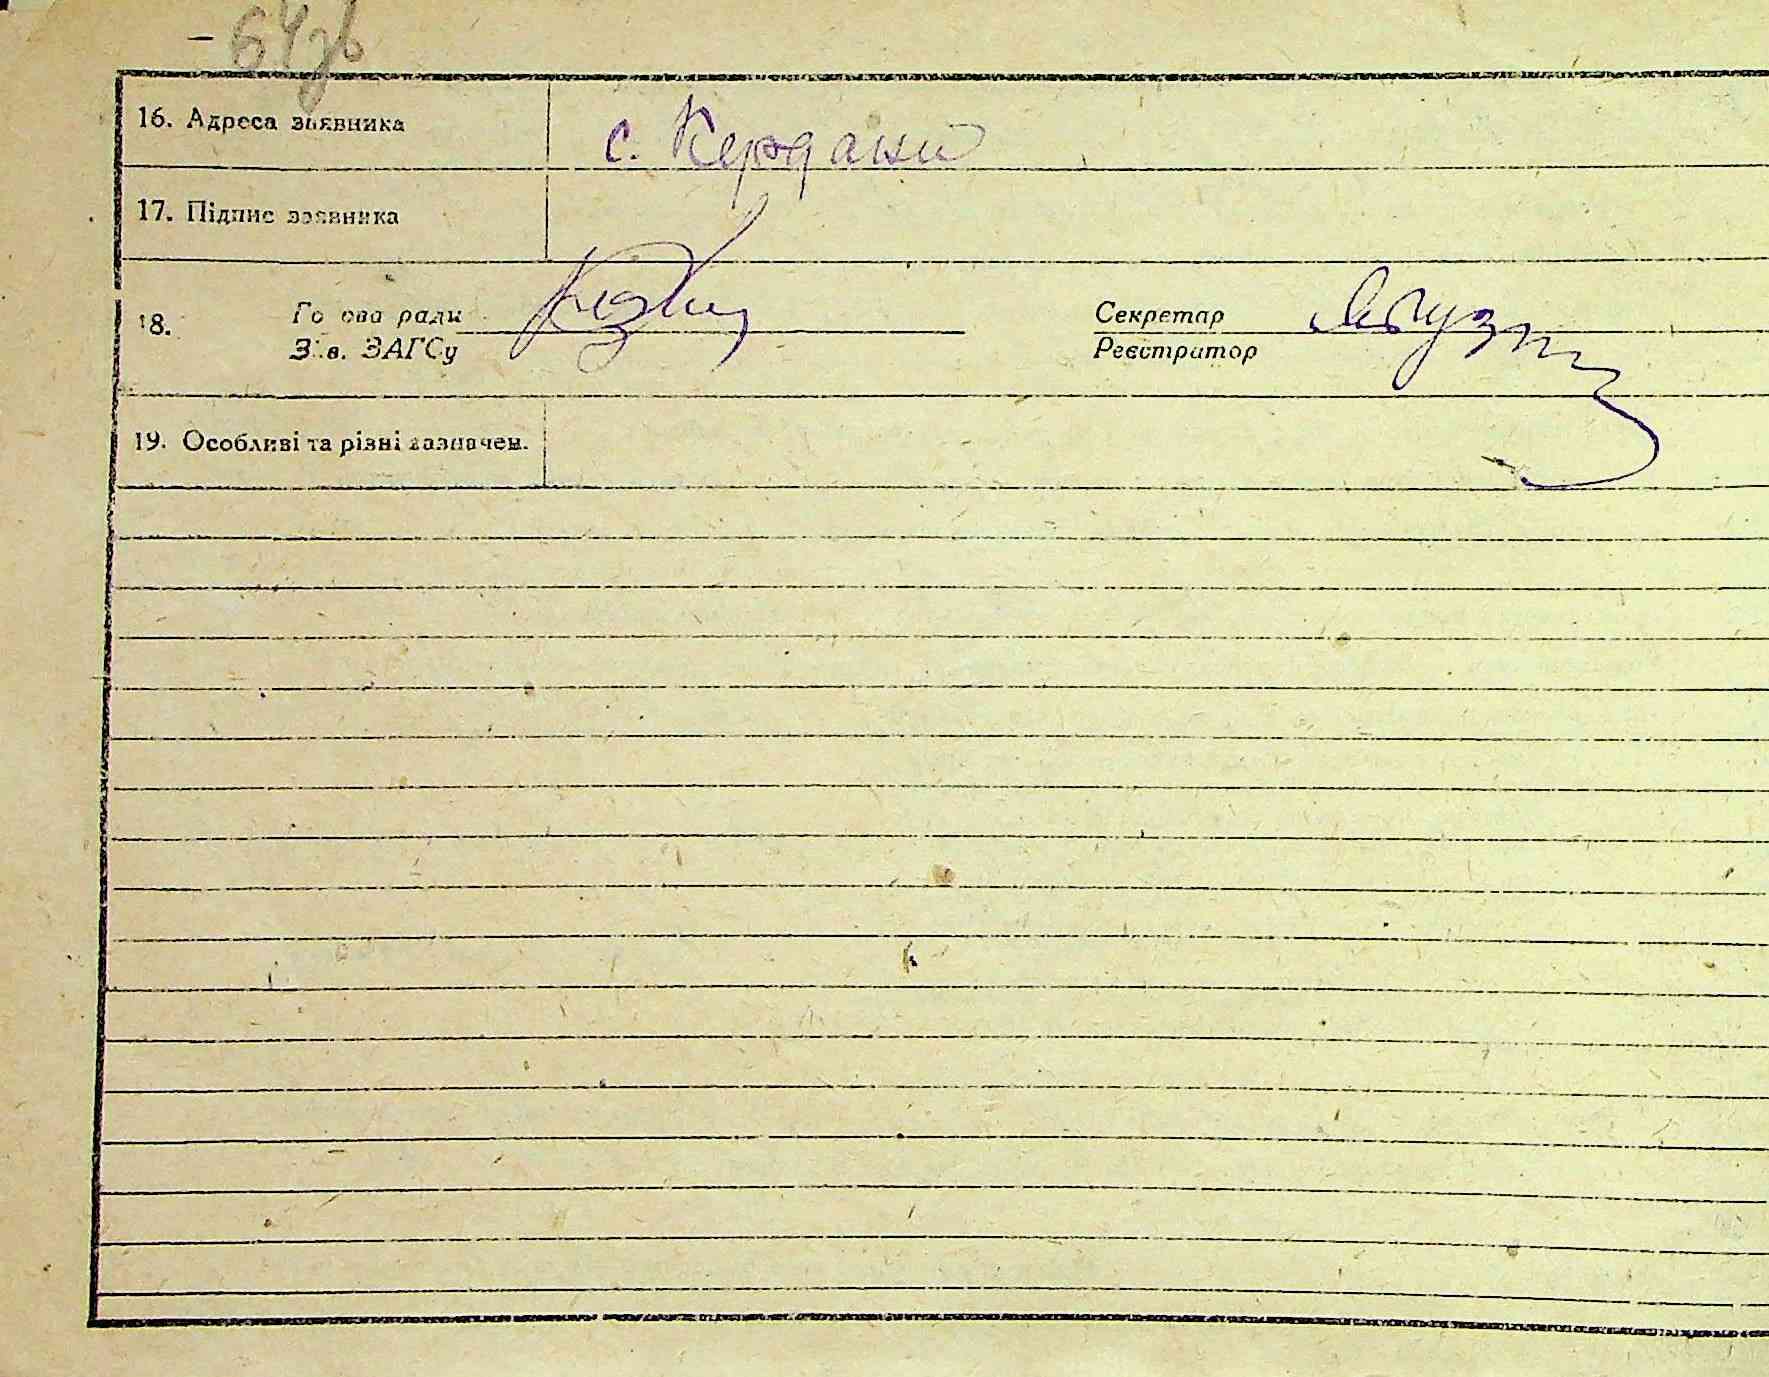 64зв
16. Адреса заявника
с. Кердани
17. Підпис заявника
18.
Голова ради
Секретар
Зав. ЗАГСу
Реєстратор
19. Особливі та різні зазначен.